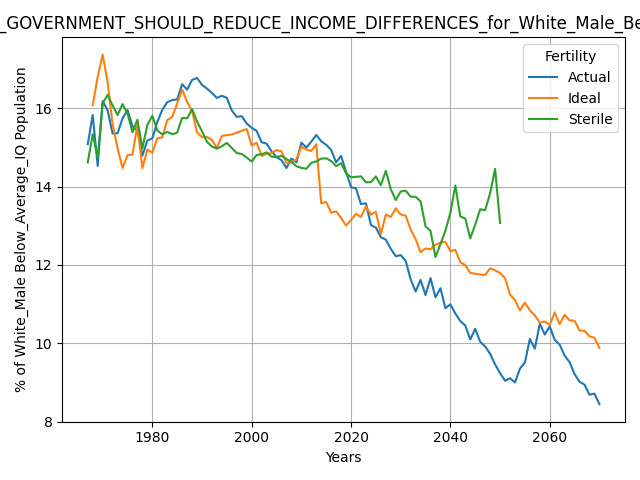 _GOVERNMENT_SHOULD_REDUCE_INCOME_DIFFERENCES_for_White_Male_Be
% of White_Male Below_Average_IQ Population
16
14
12
10
8
1980
2000
2020
2040
2060
Years
Fertility
Actual
Ideal
Sterile